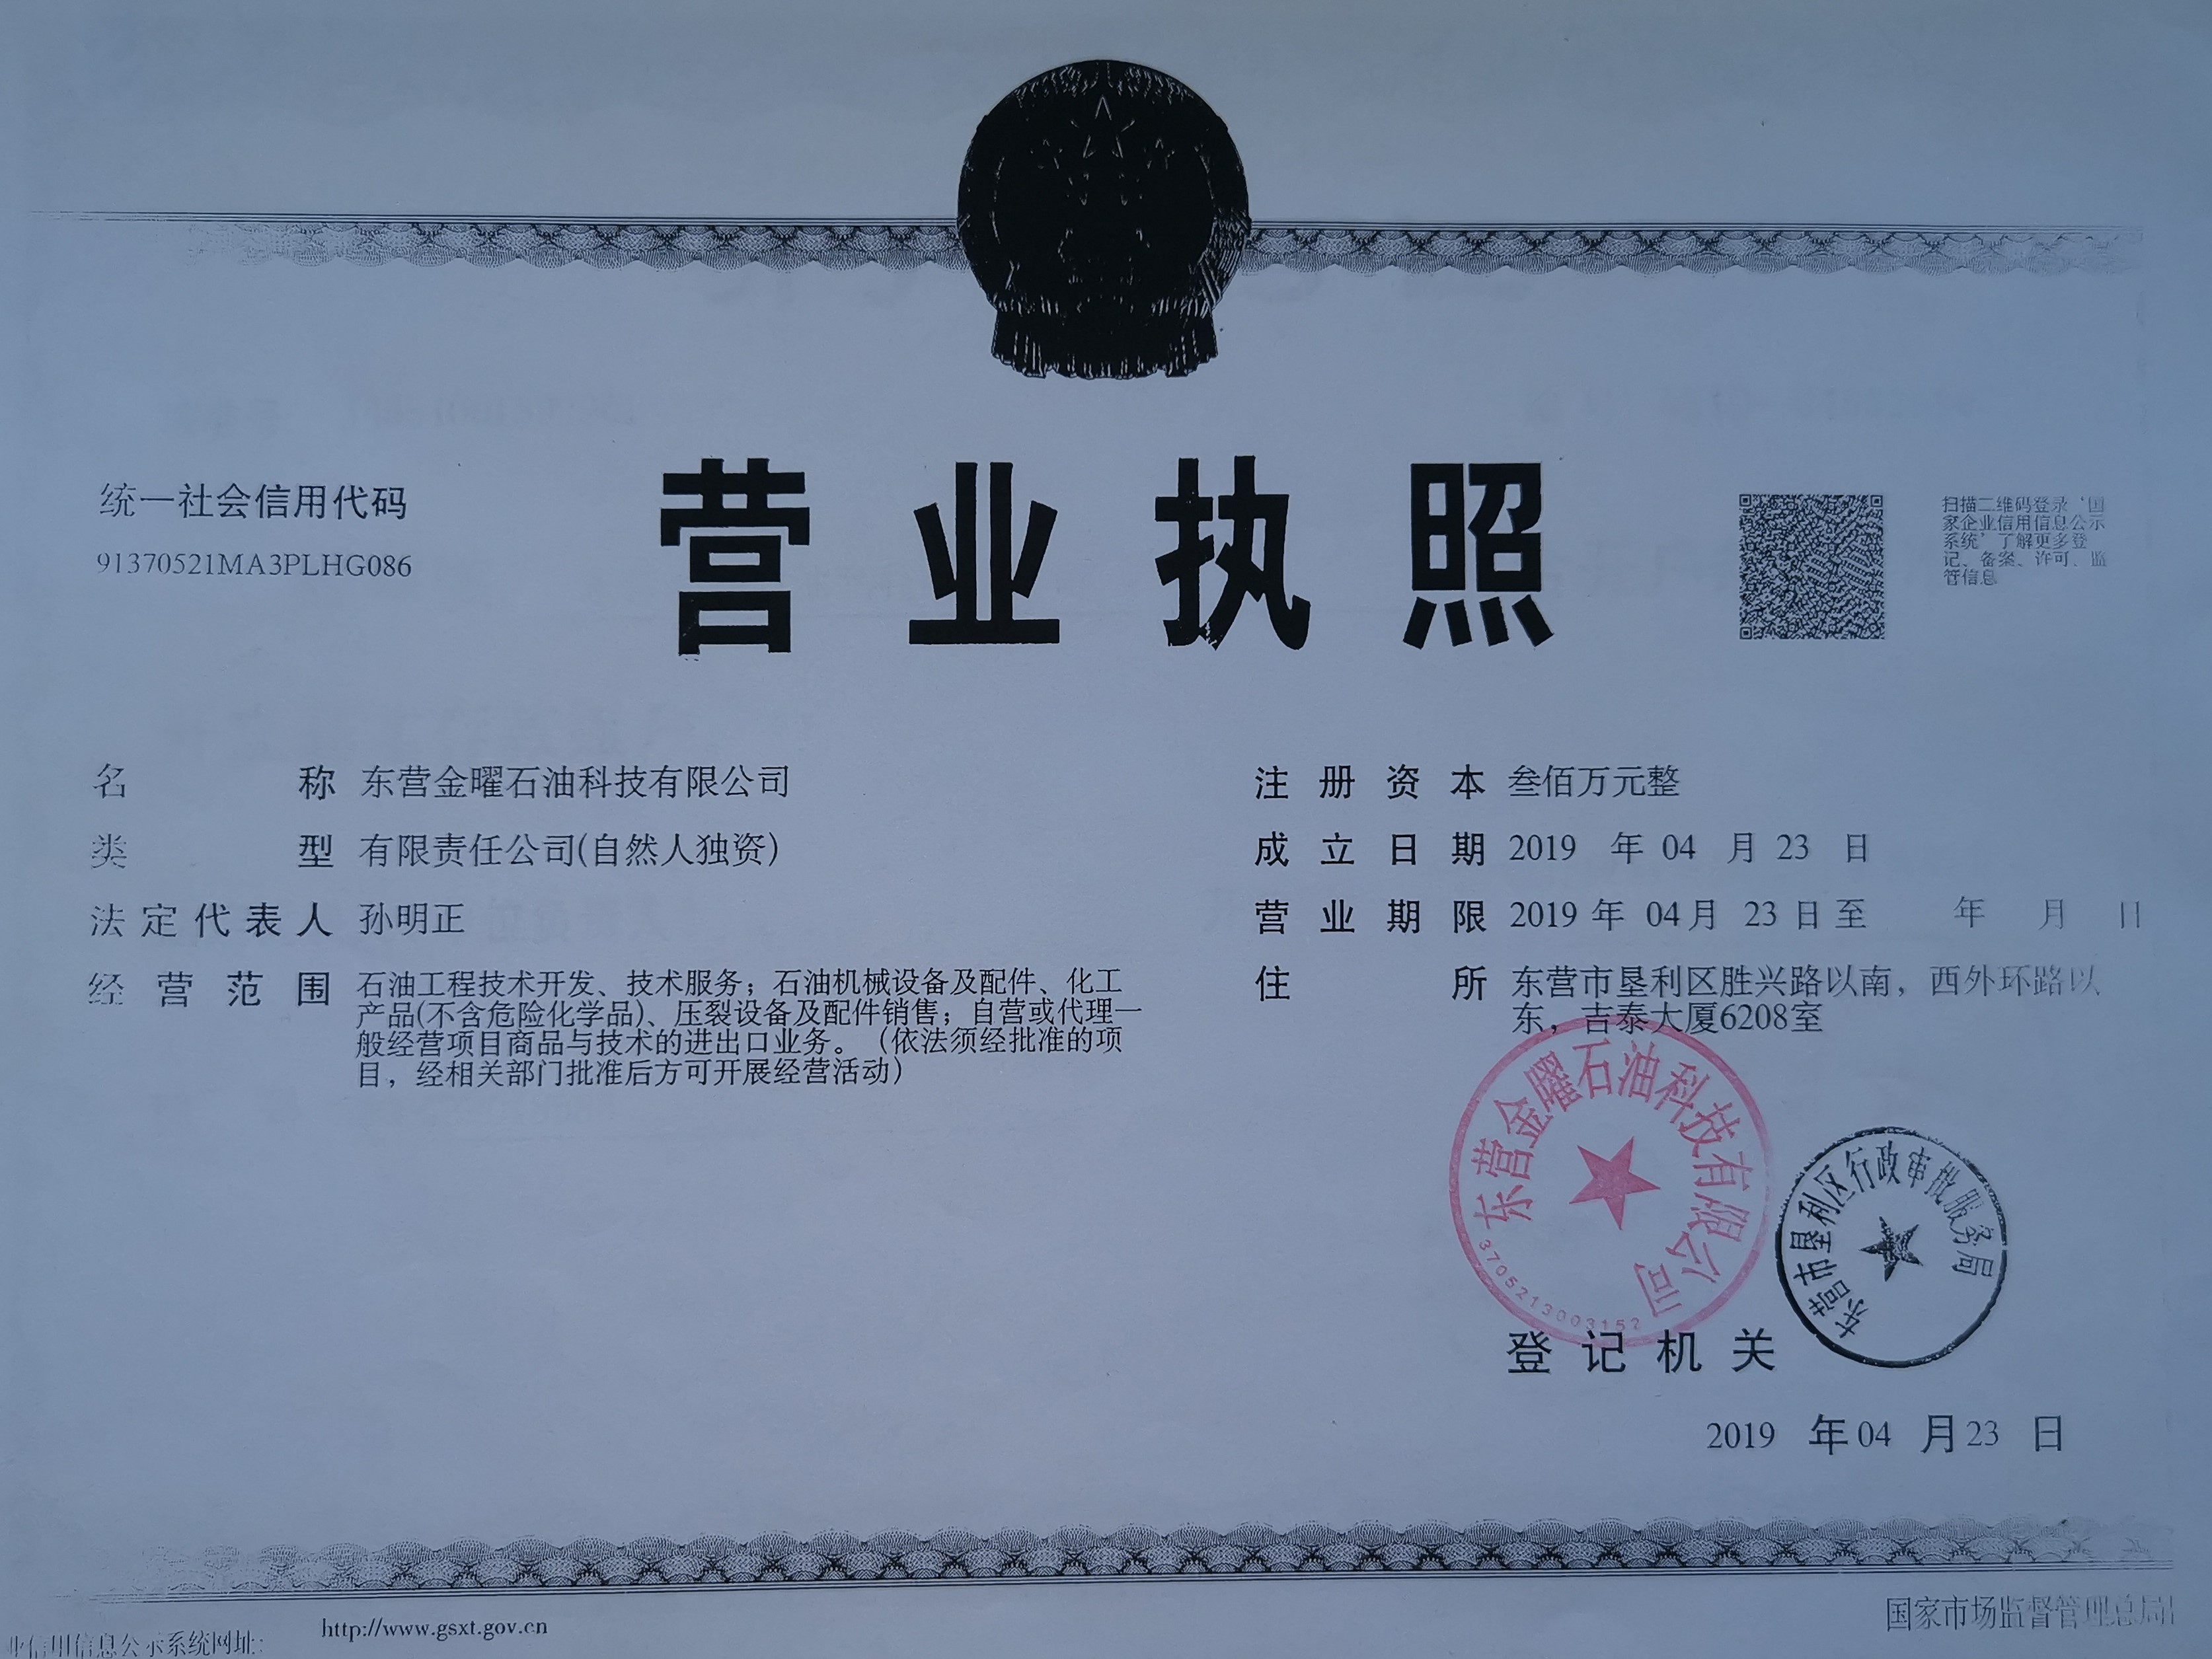 营业执照
统一社会信用代码
91370521MA3PLHG086
扫描二维码登录‘国
家企业信用信息公示
系统’了解更多登
记、备案、许可、监
管信息
名称 东营金曜石油科技有限公司
类型 有限责任公司(自然人独资)
法定代表人 孙明正
经营范围 石油工程技术开发、技术服务；石油机械设备及配件、化工
产品(不含危险化学品)、压裂设备及配件销售；自营或代理一
般经营项目商品与技术的进出口业务。（依法须经批准的项
目，经相关部门批准后方可开展经营活动）
注册资本 叁佰万元整
成立日期 2019 年 04 月 23 日
营业期限 2019 年 04 月 23 日 至 年 月 日
住所 东营市垦利区胜兴路以南，西外环路以
东，吉泰大厦6208室
东营金曜石油科技有限公司
3705213003152
东营市垦利区行政审批服务局
登记机关
2019 年 04 月 23 日
业信用信息公示系统网址:
http://www.gsxt.gov.cn
国家市场监督管理总局